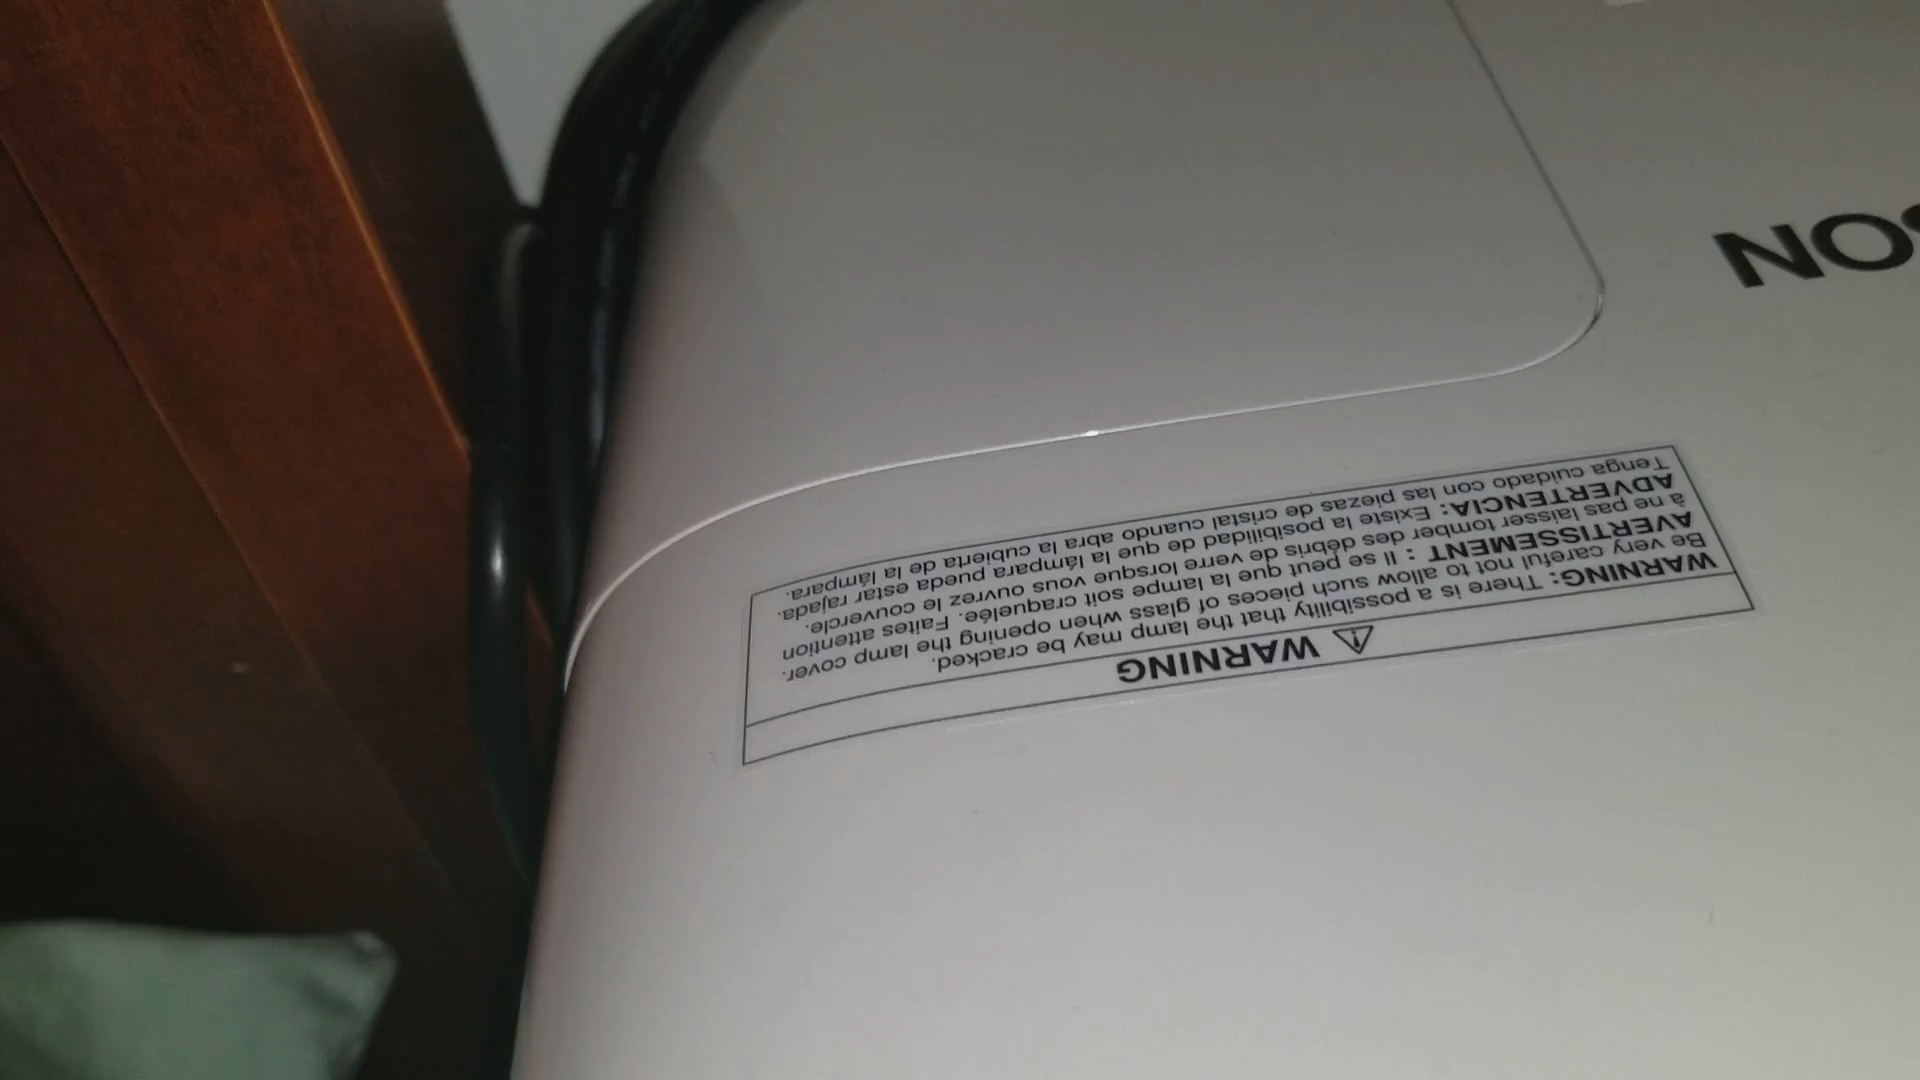 ⚠ WARNING
WARNING: There is a possibility that the lamp may be cracked.
Be very careful not to allow such pieces of glass when opening the lamp cover.
AVERTISSEMENT : Il se peut que la lampe soit craquelée. Faites attention
à ne pas laisser tomber des débris de verre lorsque vous ouvrez le couvercle.
ADVERTENCIA: Existe la posibilidad de que la lámpara pueda estar rajada.
Tenga cuidado con las piezas de cristal cuando abra la cubierta de la lámpara.
SON